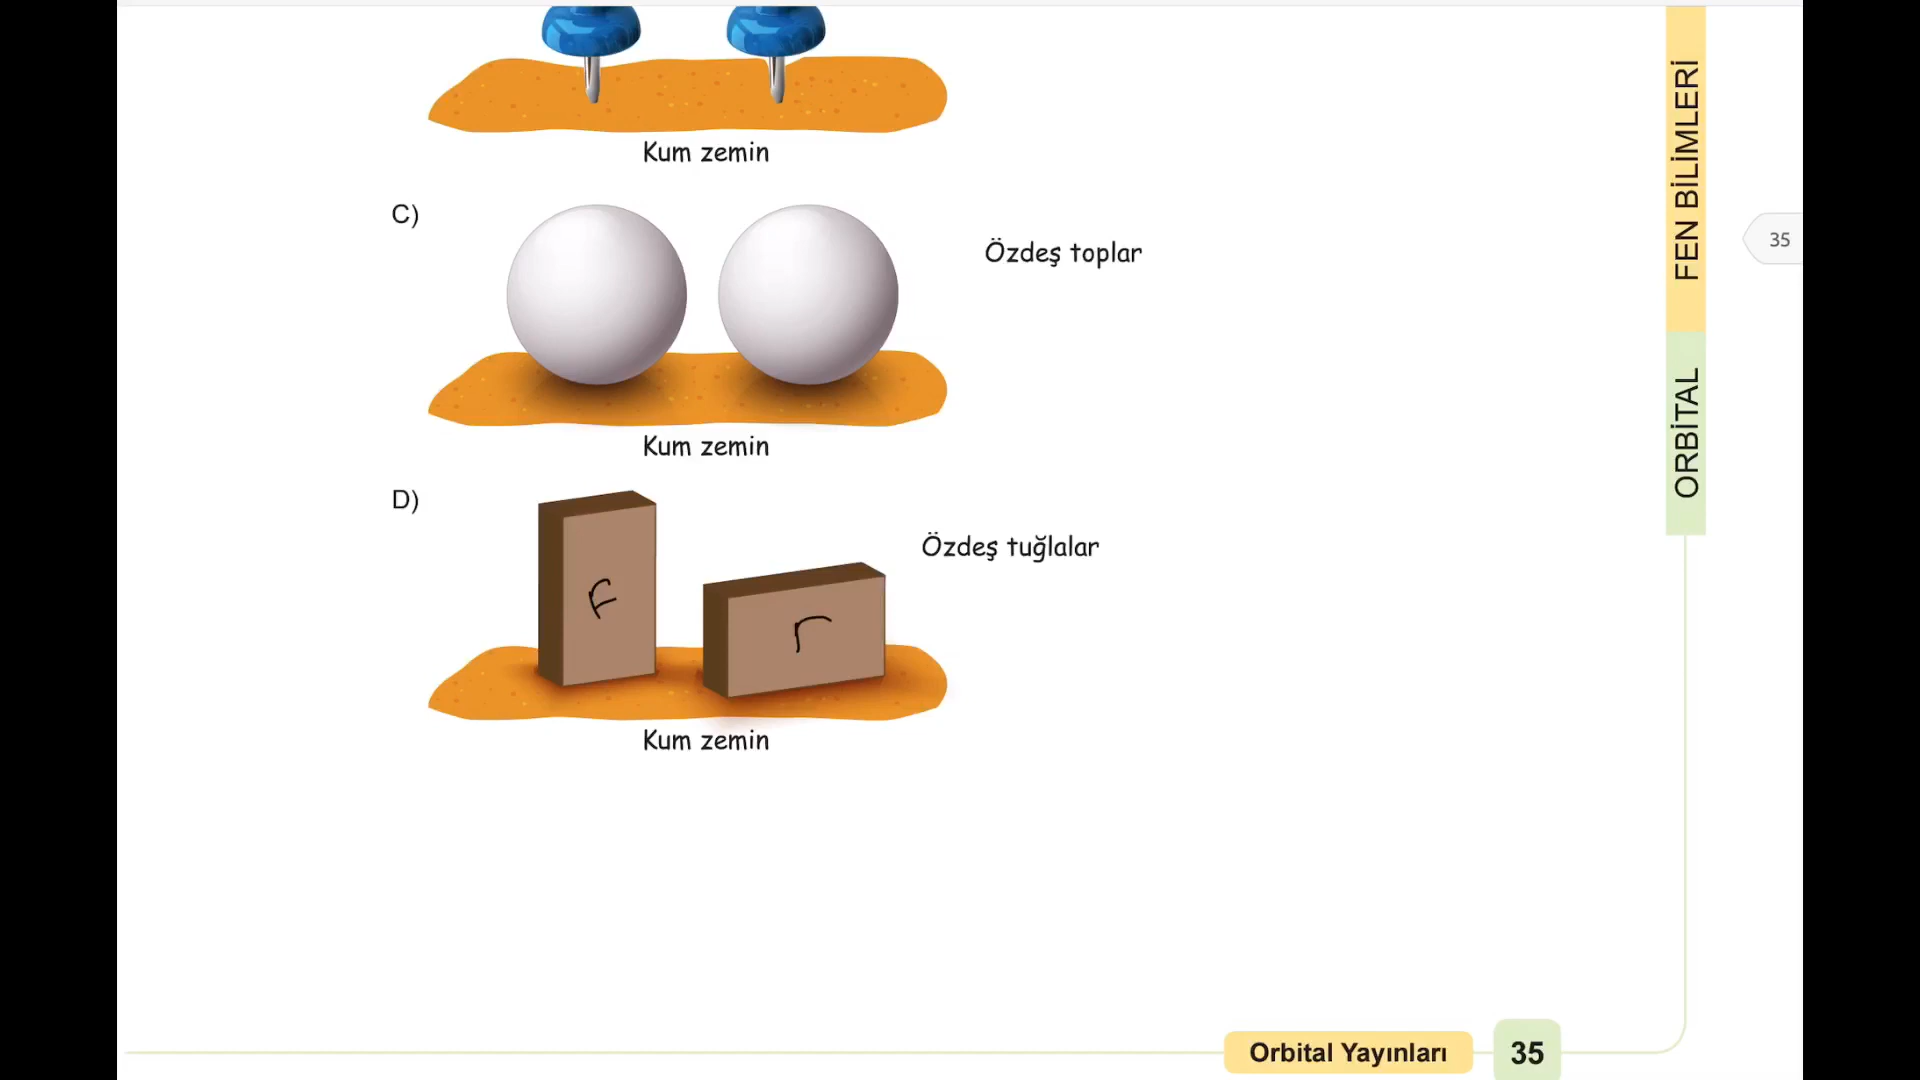 Kum zemin
C)
Özdeş toplar
Kum zemin
D)
Özdeş tuğlalar
Kum zemin
FEN BİLİMLERİ
ORBİTAL
35
Orbital Yayınları
35